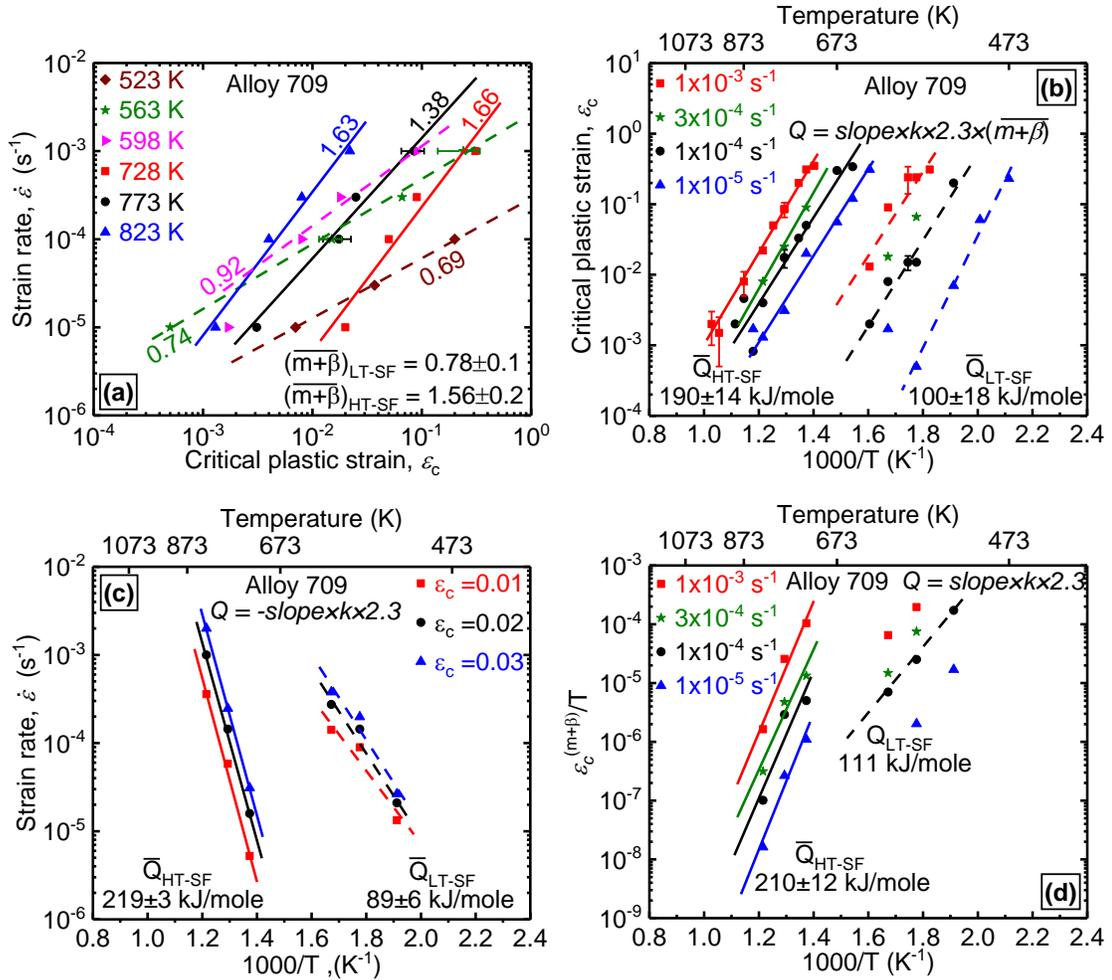 Alloy 709
523 K
563 K
598 K
728 K
773 K
823 K
1.63
1.38
1.66
0.92
0.74
0.69
(m+β)LT-SF = 0.78±0.1
(m+β)HT-SF = 1.56±0.2
(a)
10⁻² 10⁻³ 10⁻⁴ 10⁻⁵ 10⁻⁶
Strain rate, ε̇ (s⁻¹)
10⁻⁴ 10⁻³ 10⁻² 10⁻¹ 10⁰
Critical plastic strain, εc
Temperature (K)
1073 873 673 473
(b)
1x10⁻³ s⁻¹
3x10⁻⁴ s⁻¹
1x10⁻⁴ s⁻¹
1x10⁻⁵ s⁻¹
Alloy 709
Q = slope×k×2.3×(m+β)
Q̅HT-SF
190±14 kJ/mole
Q̅LT-SF
100±18 kJ/mole
10¹ 10⁰ 10⁻¹ 10⁻² 10⁻³ 10⁻⁴
Critical plastic strain, εc
0.8 1.0 1.2 1.4 1.6 1.8 2.0 2.2 2.4
1000/T (K⁻¹)
Temperature (K)
1073 873 673 473
(c)
Alloy 709
Q = -slope×k×2.3
εc =0.01
εc =0.02
εc =0.03
Q̅HT-SF
219±3 kJ/mole
Q̅LT-SF
89±6 kJ/mole
10⁻² 10⁻³ 10⁻⁴ 10⁻⁵ 10⁻⁶
Strain rate, ε̇ (s⁻¹)
0.8 1.0 1.2 1.4 1.6 1.8 2.0 2.2 2.4
1000/T ,(K⁻¹)
Temperature (K)
1073 873 673 473
1x10⁻³ s⁻¹
3x10⁻⁴ s⁻¹
1x10⁻⁴ s⁻¹
1x10⁻⁵ s⁻¹
Alloy 709
Q = slope×k×2.3
QLT-SF
111 kJ/mole
Q̅HT-SF
210±12 kJ/mole
(d)
10⁻³ 10⁻⁴ 10⁻⁵ 10⁻⁶ 10⁻⁷ 10⁻⁸ 10⁻⁹
εc⁽ᵐ⁺ᵝ⁾/T
0.8 1.0 1.2 1.4 1.6 1.8 2.0 2.2 2.4
1000/T (K⁻¹)